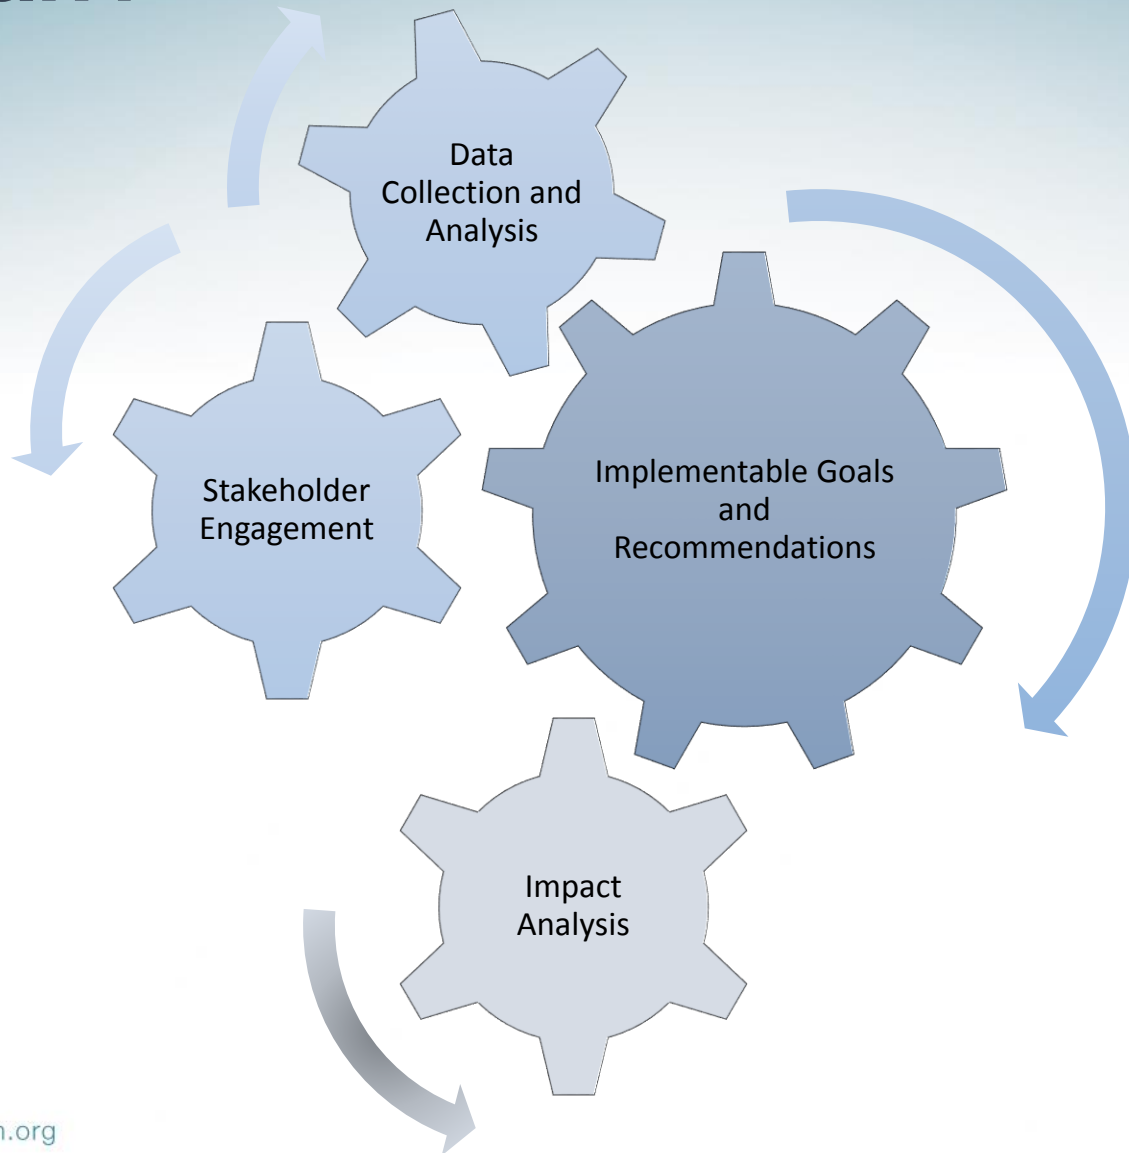 Data
Collection and
Analysis
Implementable Goals
and
Recommendations
Stakeholder
Engagement
Impact
Analysis
n.org